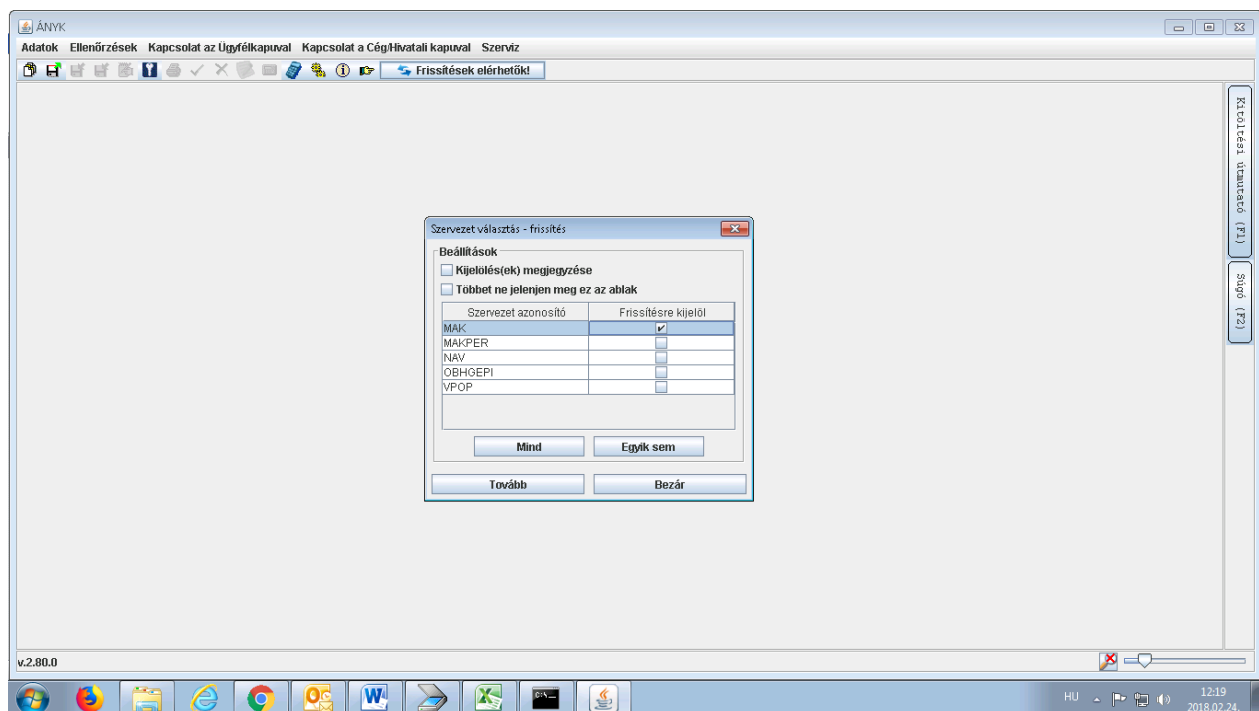 ÁNYK
Adatok Ellenőrzések Kapcsolat az Ügyfélkapuval Kapcsolat a Cég/Hivatali kapuval Szerviz
Frissítések elérhetők!
Kitöltési útmutató (F1)
Súgó (F2)
Szervezet választás - frissítés
Beállítások
Kijelölés(ek) megjegyzése
Többet ne jelenjen meg ez az ablak
Szervezet azonosító Frissítésre kijelöl
MAK
MAKPER
NAV
OBHGEPI
VPOP
Mind Egyik sem
Tovább Bezár
v.2.80.0
HU 12:19
2018.02.24.